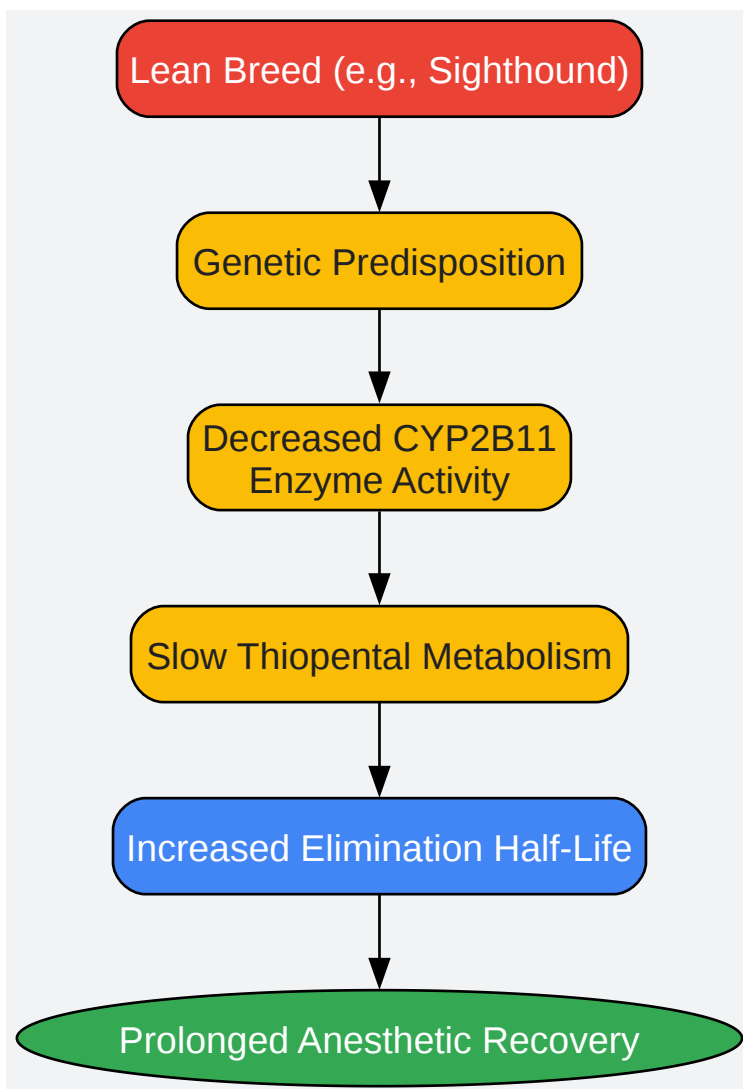 Lean Breed (e.g., Sighthound)
Genetic Predisposition
Decreased CYP2B11
Enzyme Activity
Slow Thiopental Metabolism
Increased Elimination Half-Life
Prolonged Anesthetic Recovery